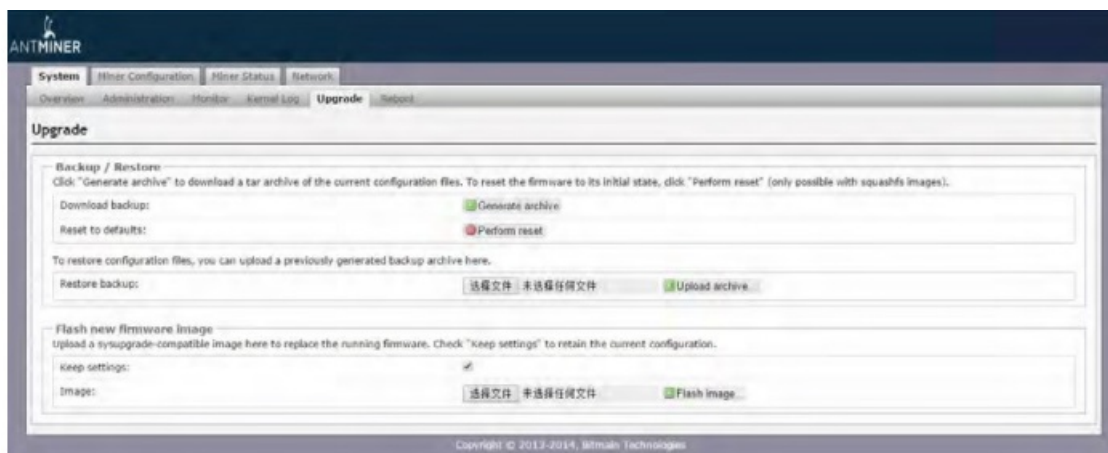 ANTMINER
System Miner Configuration Miner Status Network
Overview Administration Monitor Kernel Log Upgrade Reboot
Upgrade
Backup / Restore
Click "Generate archive" to download a tar archive of the current configuration files. To reset the firmware to its initial state, click "Perform reset" (only possible with squashfs images).
Download backup: Generate archive
Reset to defaults: Perform reset
To restore configuration files, you can upload a previously generated backup archive here.
Restore backup: 选择文件 未选择任何文件 Upload archive...
Flash new firmware image
Upload a sysupgrade-compatible image here to replace the running firmware. Check "Keep settings" to retain the current configuration.
Keep settings:
Image: 选择文件 未选择任何文件 Flash image...
Copyright © 2013-2014, Bitmain Technologies